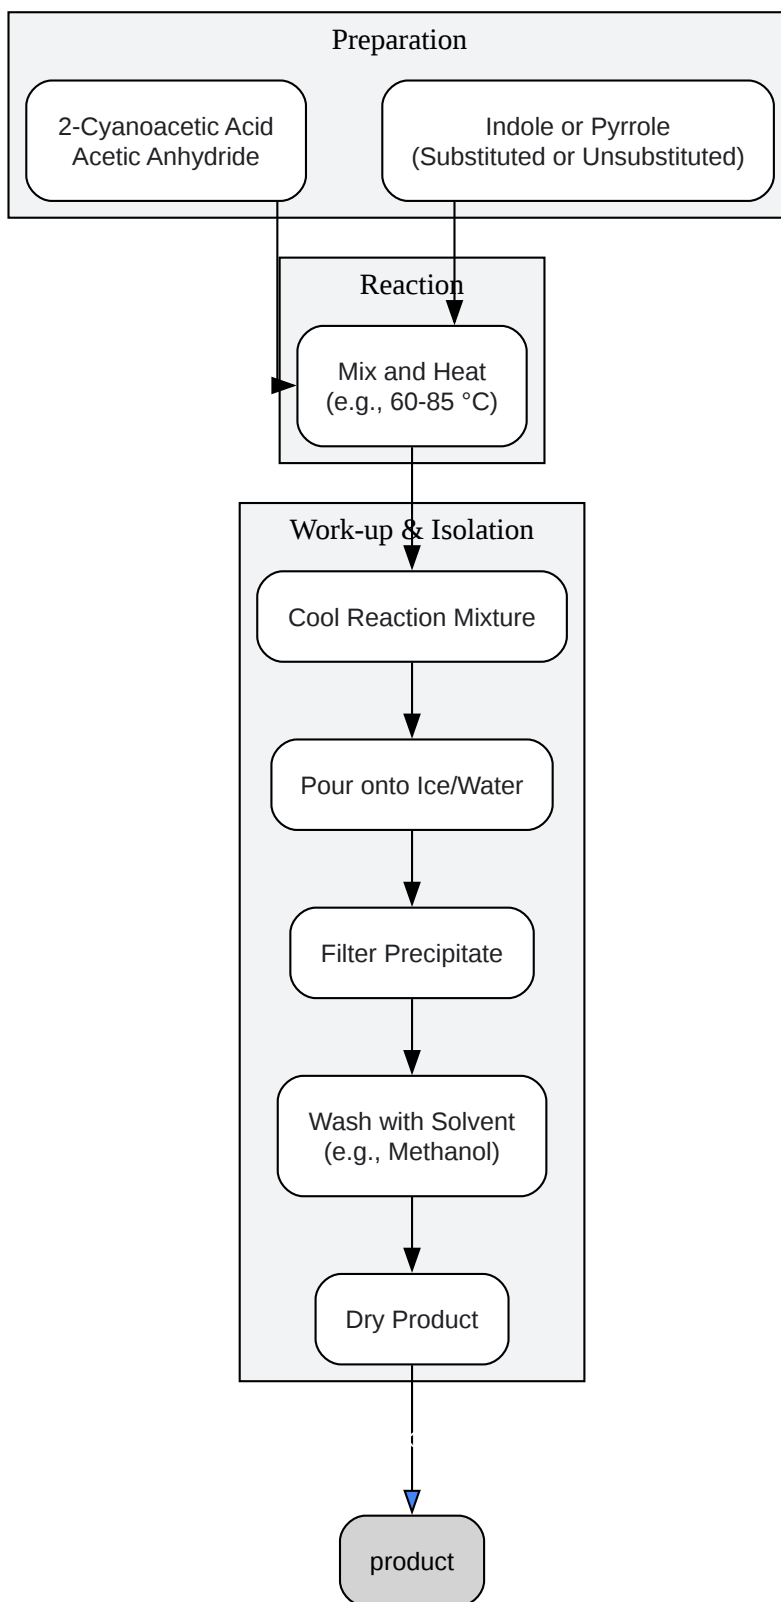 Preparation
2-Cyanoacetic Acid
Acetic Anhydride
Indole or Pyrrole
(Substituted or Unsubstituted)
Reaction
Mix and Heat
(e.g., 60-85 °C)
Work-up & Isolation
Cool Reaction Mixture
Pour onto Ice/Water
Filter Precipitate
Wash with Solvent
(e.g., Methanol)
Dry Product
product